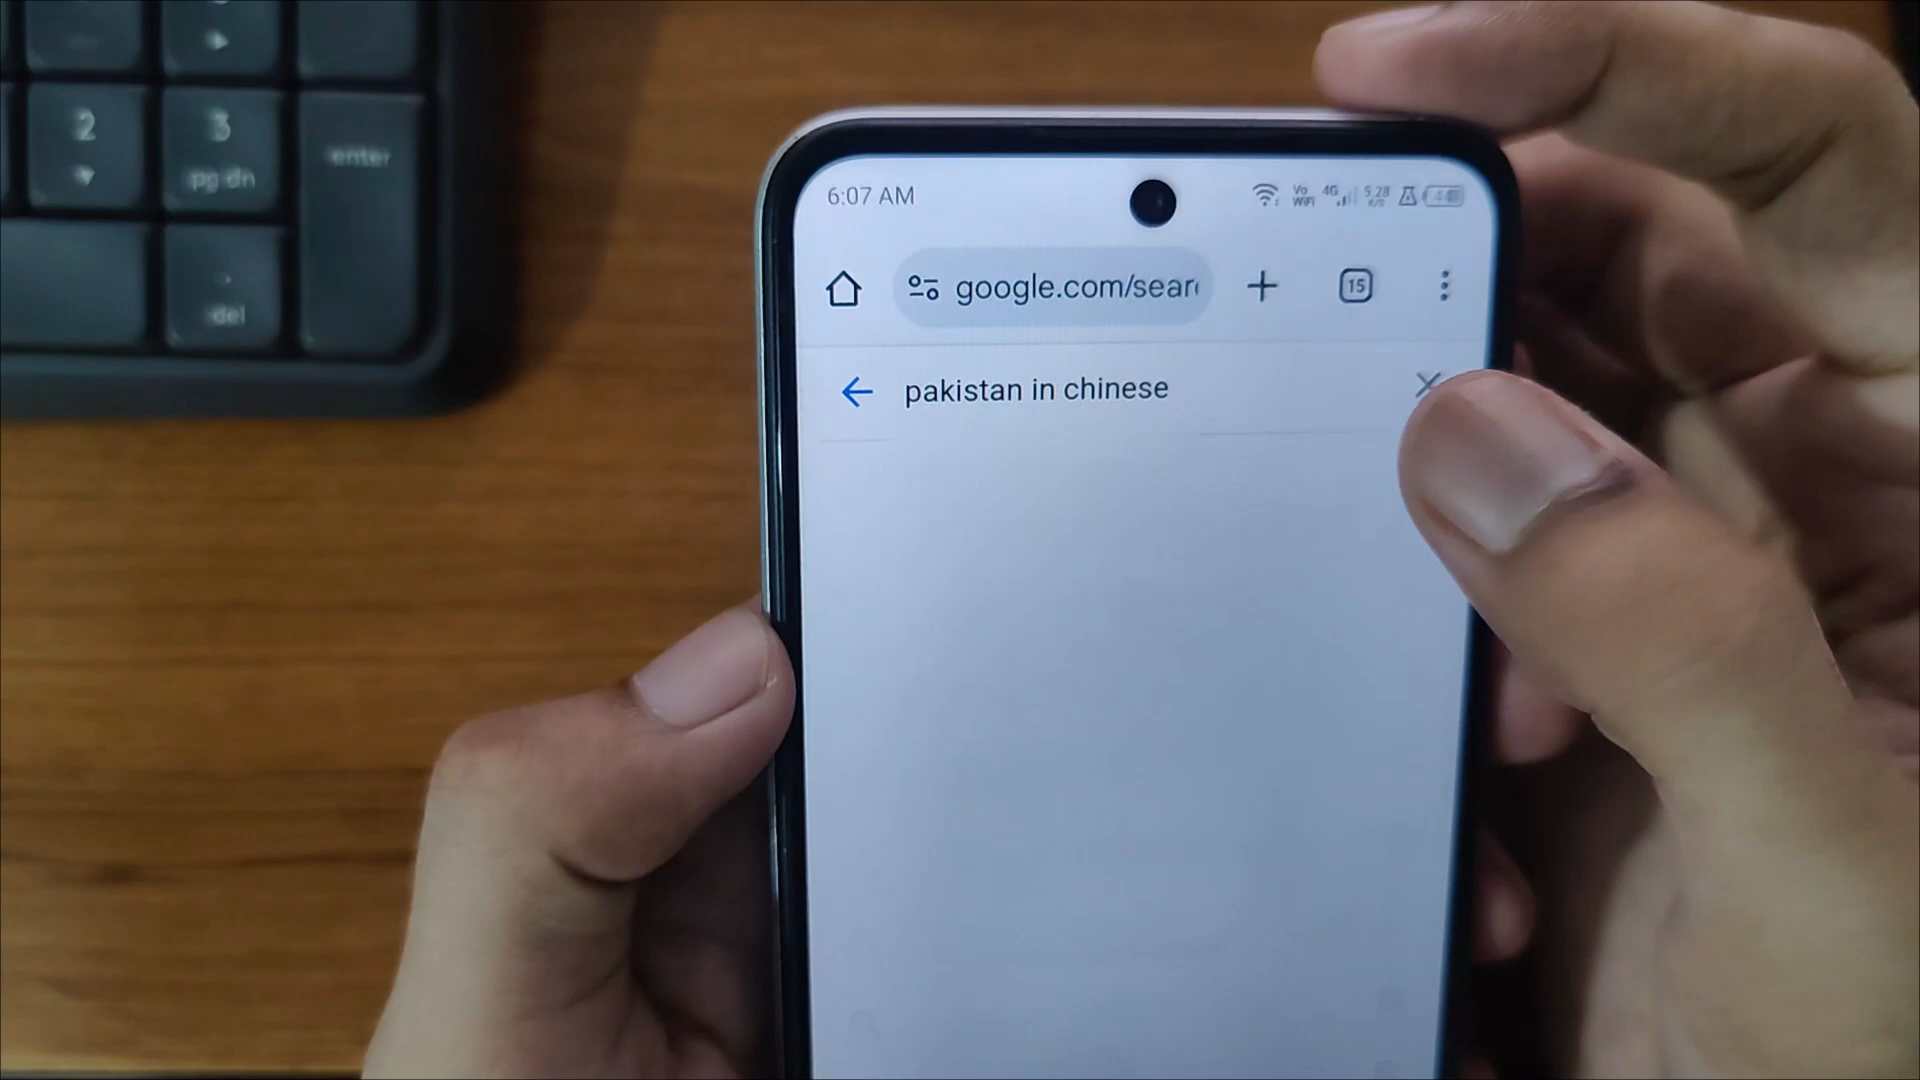 2
3
pg dn
enter
del
6:07 AM
Vo
WiFi
4G
5.28
K/s
google.com/sear
15
pakistan in chinese